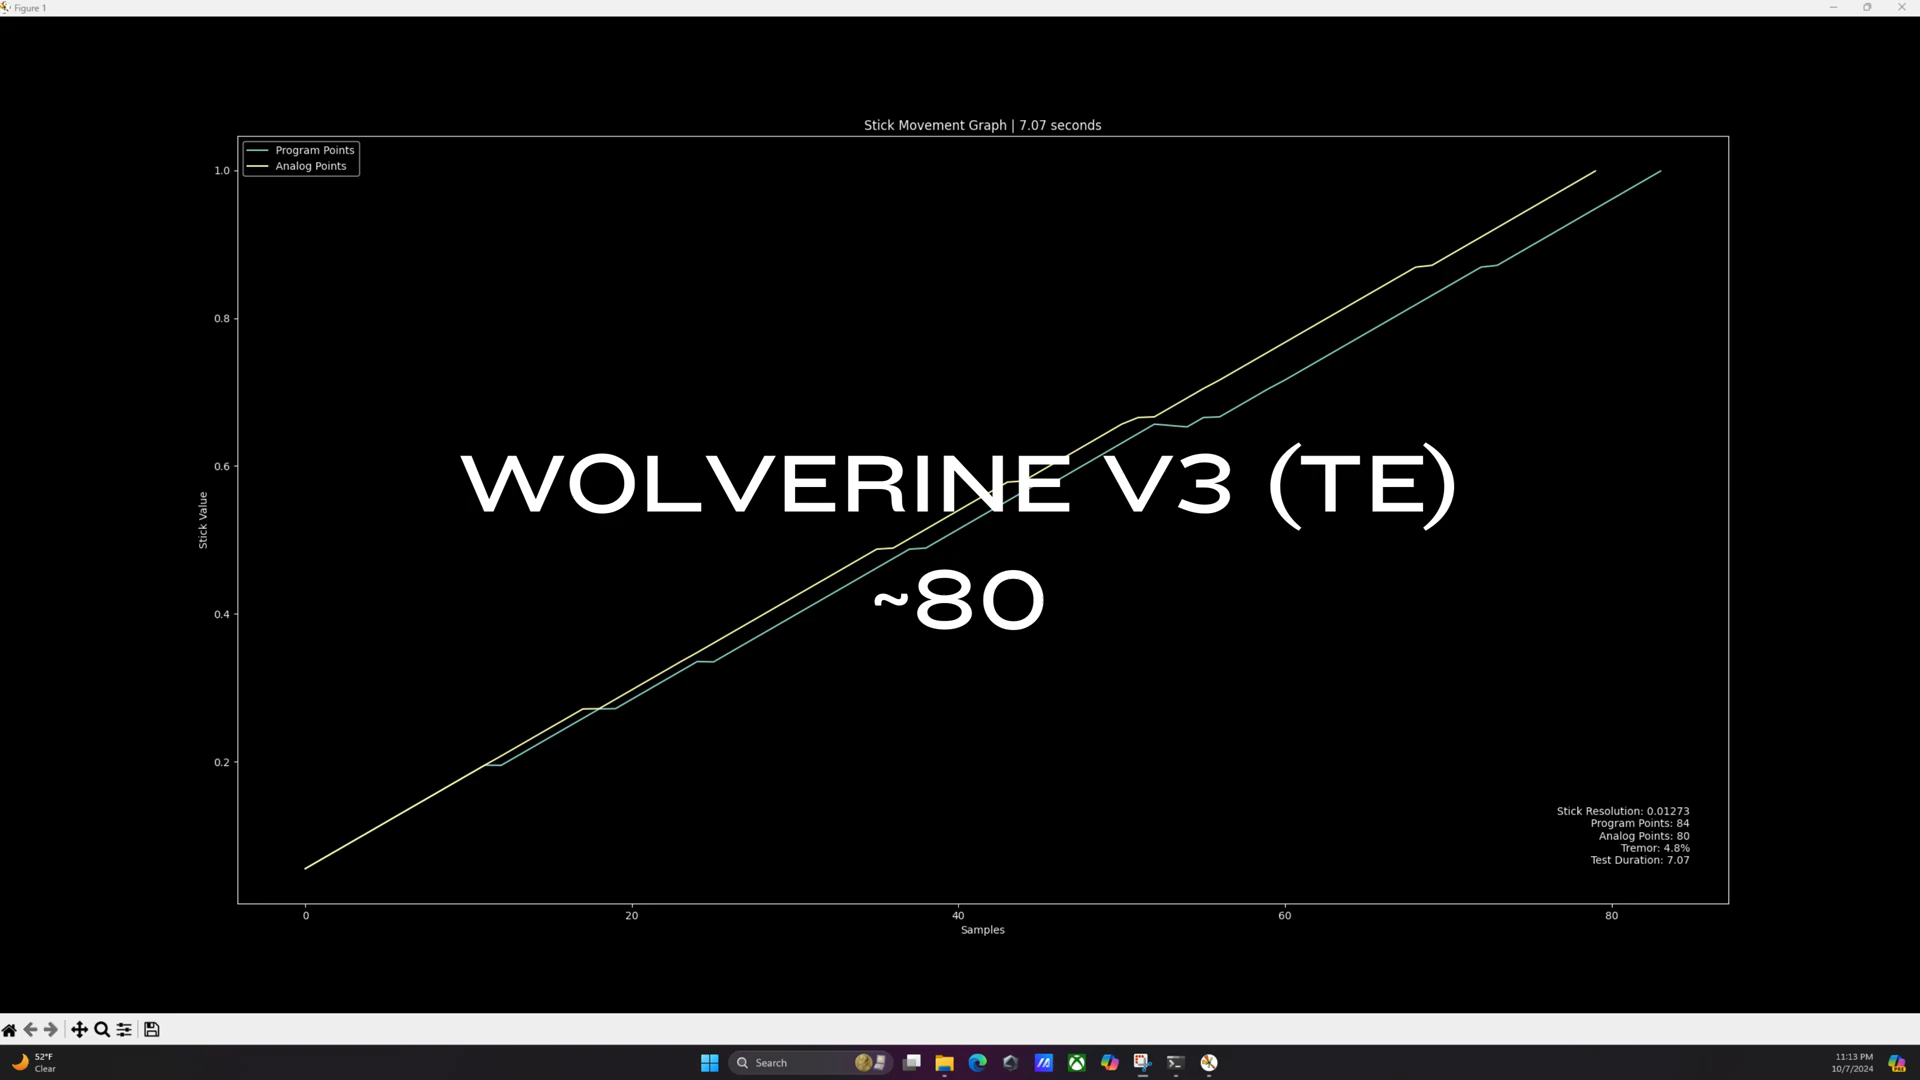 Figure 1
Stick Movement Graph | 7.07 seconds
Program Points
Analog Points
1.0
0.8
0.6
0.4
0.2
Stick Value
WOLVERINE V3 (TE)
~80
Stick Resolution: 0.01273
Program Points: 84
Analog Points: 80
Tremor: 4.8%
Test Duration: 7.07
0 20 40 60 80
Samples
52°F
Clear
Search
11:13 PM
10/7/2024